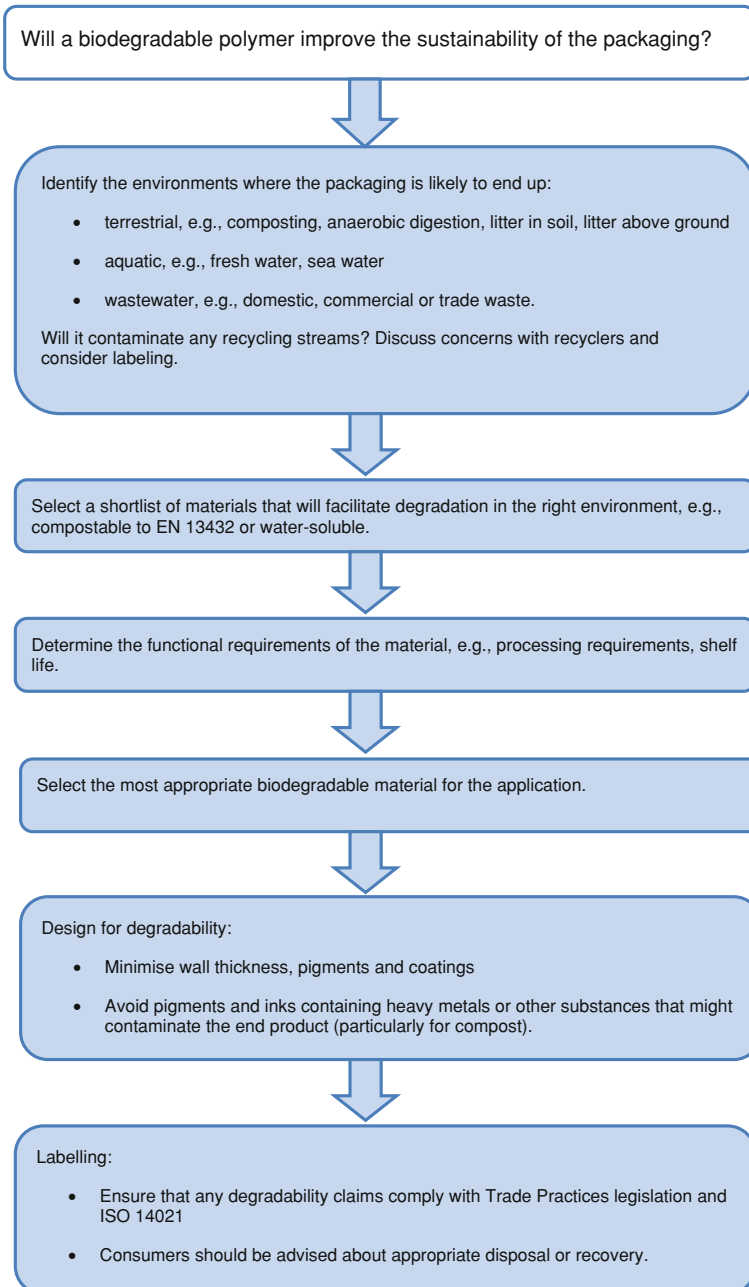 Will a biodegradable polymer improve the sustainability of the packaging?
Identify the environments where the packaging is likely to end up:
• terrestrial, e.g., composting, anaerobic digestion, litter in soil, litter above ground
• aquatic, e.g., fresh water, sea water
• wastewater, e.g., domestic, commercial or trade waste.
Will it contaminate any recycling streams? Discuss concerns with recyclers and
consider labeling.
Select a shortlist of materials that will facilitate degradation in the right environment, e.g.,
compostable to EN 13432 or water-soluble.
Determine the functional requirements of the material, e.g., processing requirements, shelf
life.
Select the most appropriate biodegradable material for the application.
Design for degradability:
• Minimise wall thickness, pigments and coatings
• Avoid pigments and inks containing heavy metals or other substances that might
contaminate the end product (particularly for compost).
Labelling:
• Ensure that any degradability claims comply with Trade Practices legislation and
ISO 14021
• Consumers should be advised about appropriate disposal or recovery.